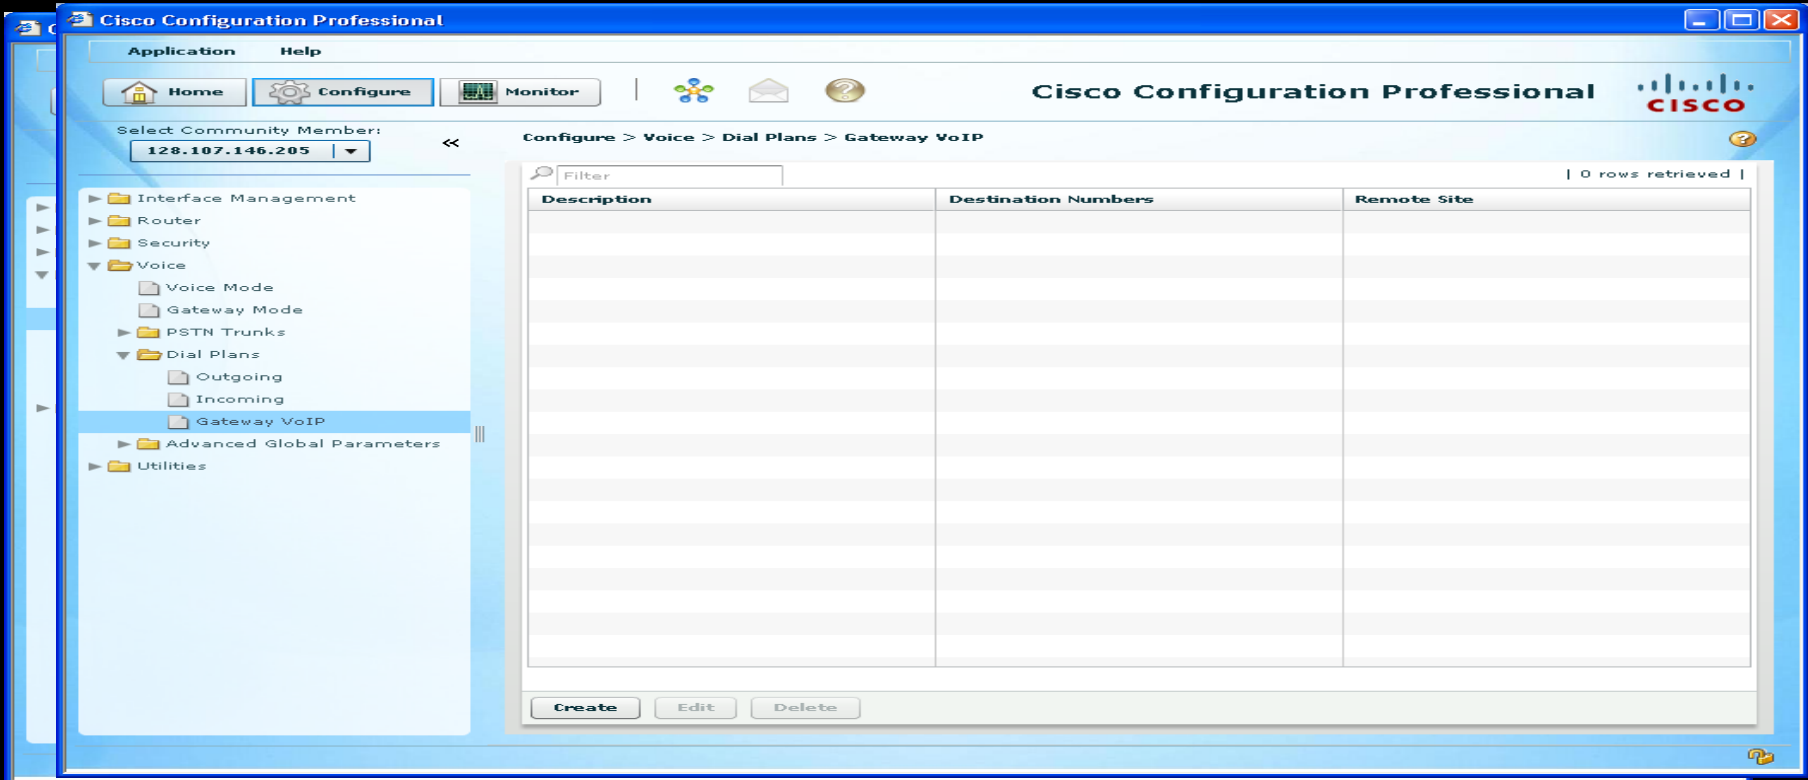 Cisco Configuration Professional
Application Help
Home Configure Monitor
Cisco Configuration Professional
CISCO
Select Community Member:
128.107.146.205
«
Configure > Voice > Dial Plans > Gateway VoIP
Filter
| 0 rows retrieved |
Description Destination Numbers Remote Site
Interface Management
Router
Security
Voice
Voice Mode
Gateway Mode
PSTN Trunks
Dial Plans
Outgoing
Incoming
Gateway VoIP
Advanced Global Parameters
Utilities
Create Edit Delete